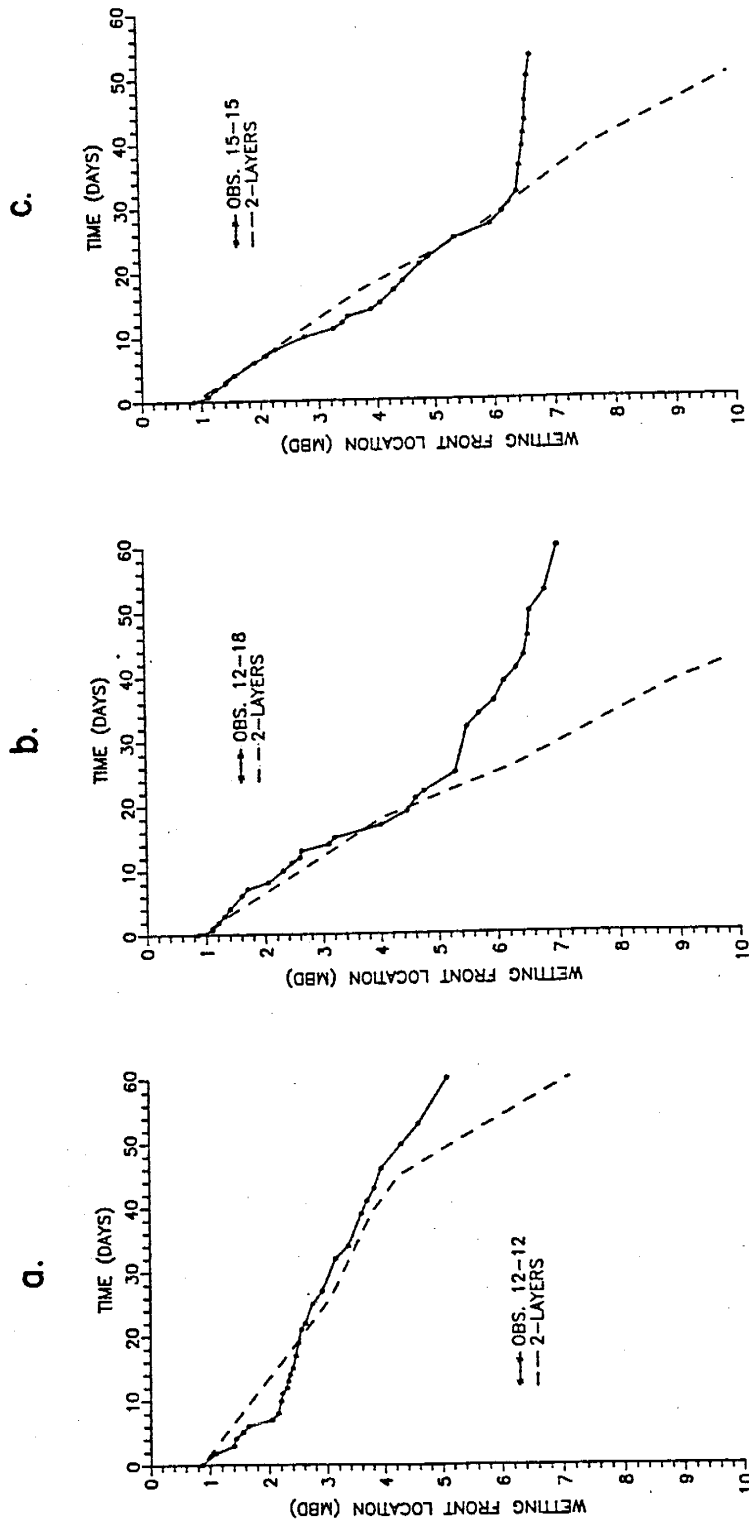 a.
TIME (DAYS)
0 10 20 30 40 50 60
WETTING FRONT LOCATION (MBD)
0
1
2
3
4
5
6
7
8
9
10
OBS. 12-12
2-LAYERS
b.
TIME (DAYS)
0 10 20 30 40 50 60
WETTING FRONT LOCATION (MBD)
0
1
2
3
4
5
6
7
8
9
10
OBS. 12-18
2-LAYERS
c.
TIME (DAYS)
0 10 20 30 40 50 60
WETTING FRONT LOCATION (MBD)
0
1
2
3
4
5
6
7
8
9
10
OBS. 15-15
2-LAYERS